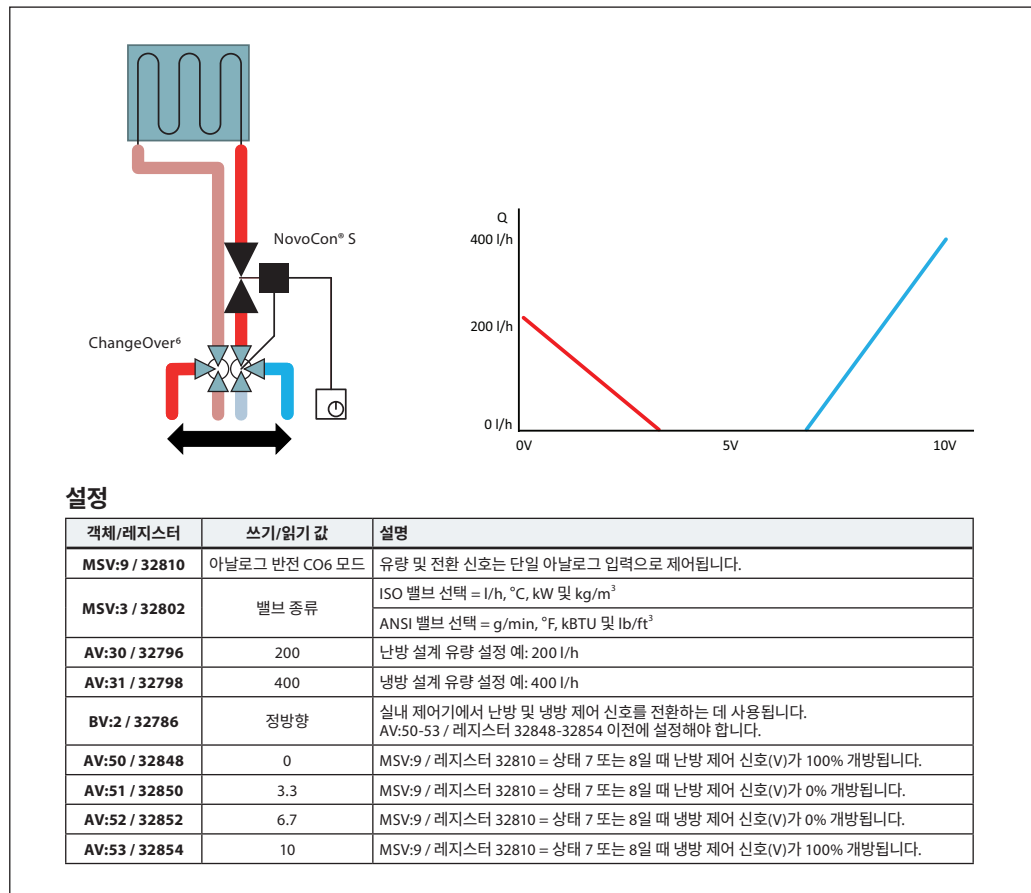 NovoCon® S
ChangeOver⁶
Q
400 l/h
200 l/h
0 l/h
0V 5V 10V
설정
객체/레지스터 쓰기/읽기 값 설명
MSV:9 / 32810 아날로그 반전 CO6 모드 유량 및 전환 신호는 단일 아날로그 입력으로 제어됩니다.
MSV:3 / 32802 밸브 종류 ISO 밸브 선택 = l/h, °C, kW 및 kg/m³
ANSI 밸브 선택 = g/min, °F, kBTU 및 lb/ft³
AV:30 / 32796 200 난방 설계 유량 설정 예: 200 l/h
AV:31 / 32798 400 냉방 설계 유량 설정 예: 400 l/h
BV:2 / 32786 정방향 실내 제어기에서 난방 및 냉방 제어 신호를 전환하는 데 사용됩니다.
AV:50-53 / 레지스터 32848-32854 이전에 설정해야 합니다.
AV:50 / 32848 0 MSV:9 / 레지스터 32810 = 상태 7 또는 8일 때 난방 제어 신호(V)가 100% 개방됩니다.
AV:51 / 32850 3.3 MSV:9 / 레지스터 32810 = 상태 7 또는 8일 때 난방 제어 신호(V)가 0% 개방됩니다.
AV:52 / 32852 6.7 MSV:9 / 레지스터 32810 = 상태 7 또는 8일 때 냉방 제어 신호(V)가 0% 개방됩니다.
AV:53 / 32854 10 MSV:9 / 레지스터 32810 = 상태 7 또는 8일 때 냉방 제어 신호(V)가 100% 개방됩니다.